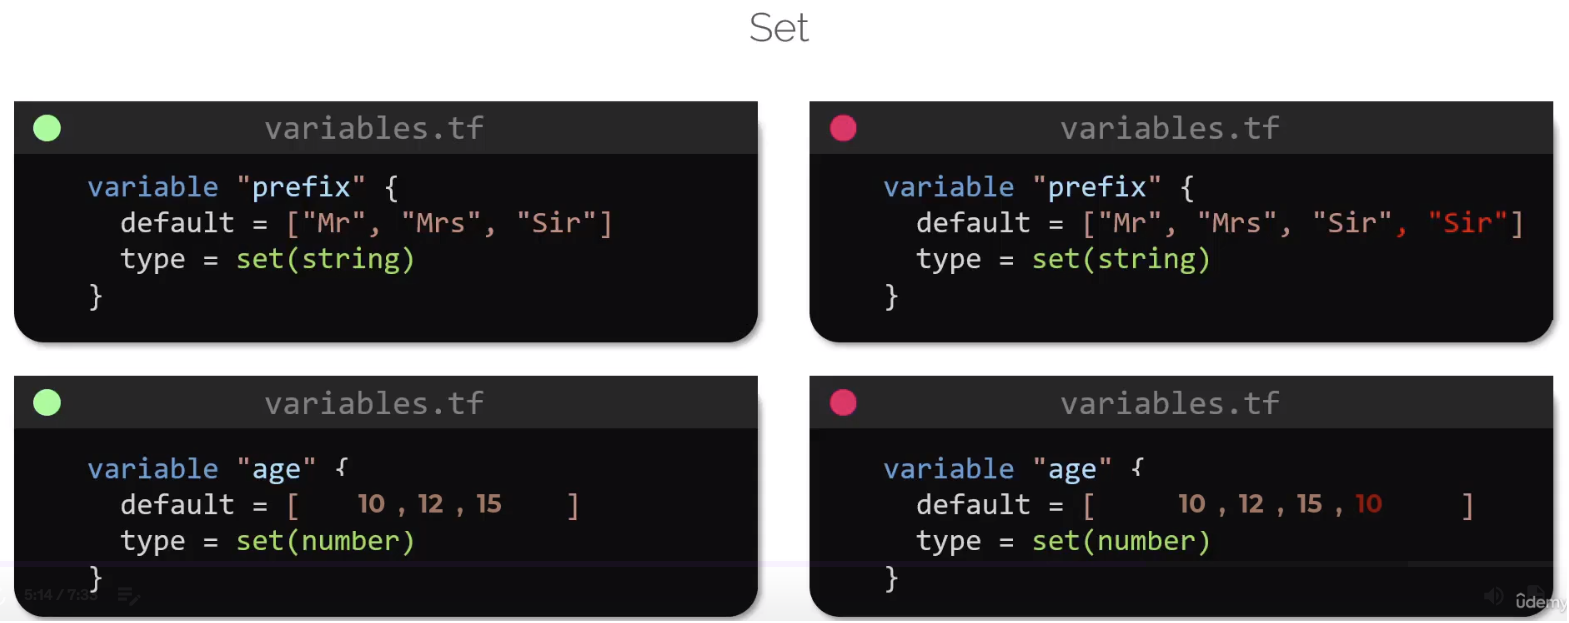 Set
variables.tf
variable "prefix" {
default = ["Mr", "Mrs", "Sir"]
type = set(string)
}
variables.tf
variable "prefix" {
default = ["Mr", "Mrs", "Sir", "Sir"]
type = set(string)
}
variables.tf
variable "age" {
default = [ 10 , 12 , 15 ]
type = set(number)
}
5:14 / 7:33
variables.tf
variable "age" {
default = [ 10 , 12 , 15 , 10 ]
type = set(number)
}
ûdemy